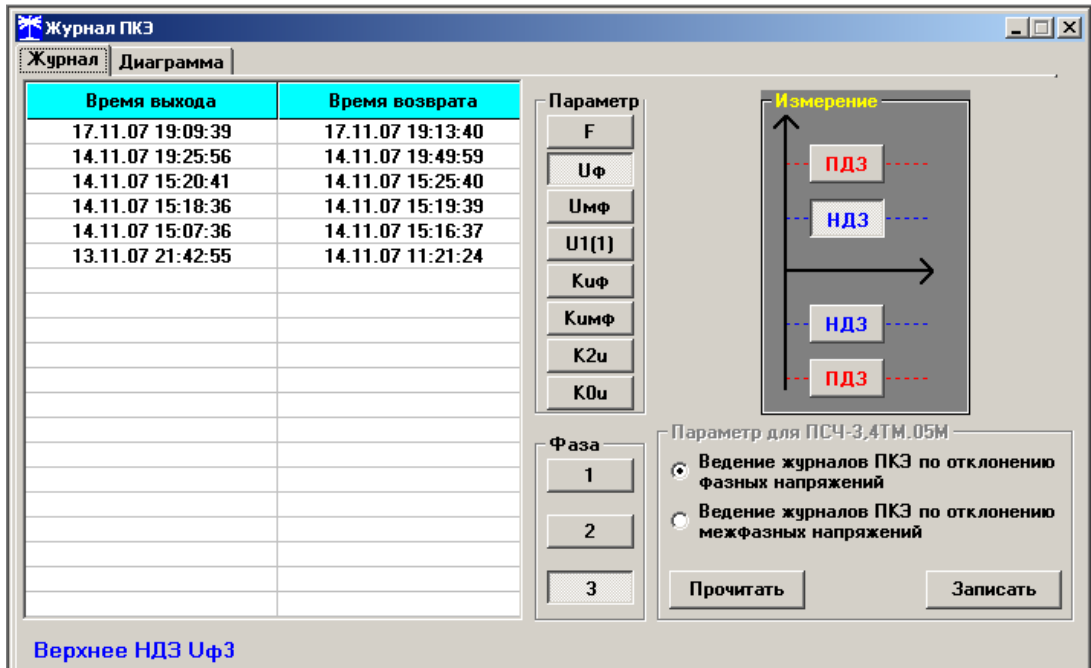 Журнал ПКЭ
Журнал Диаграмма
Время выхода Время возврата
17.11.07 19:09:39 17.11.07 19:13:40
14.11.07 19:25:56 14.11.07 19:49:59
14.11.07 15:20:41 14.11.07 15:25:40
14.11.07 15:18:36 14.11.07 15:19:39
14.11.07 15:07:36 14.11.07 15:16:37
13.11.07 21:42:55 14.11.07 11:21:24
Параметр
F
Uф
Uмф
U1(1)
Kuф
Kuмф
K2u
K0u
Фаза
1
2
3
Измерение
ПДЗ
НДЗ
НДЗ
ПДЗ
Параметр для ПСЧ-3,4ТМ.05М
Ведение журналов ПКЭ по отклонению
фазных напряжений
Ведение журналов ПКЭ по отклонению
межфазных напряжений
Прочитать Записать
Верхнее НДЗ Uф3